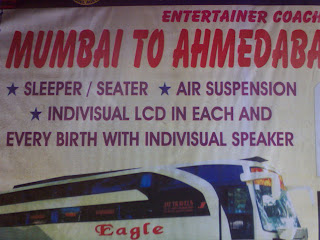 ENTERTAINER COACH
MUMBAI TO AHMEDABA
★ SLEEPER / SEATER ★ AIR SUSPENSION
★ INDIVISUAL LCD IN EACH AND
EVERY BIRTH WITH INDIVISUAL SPEAKER
Eagle